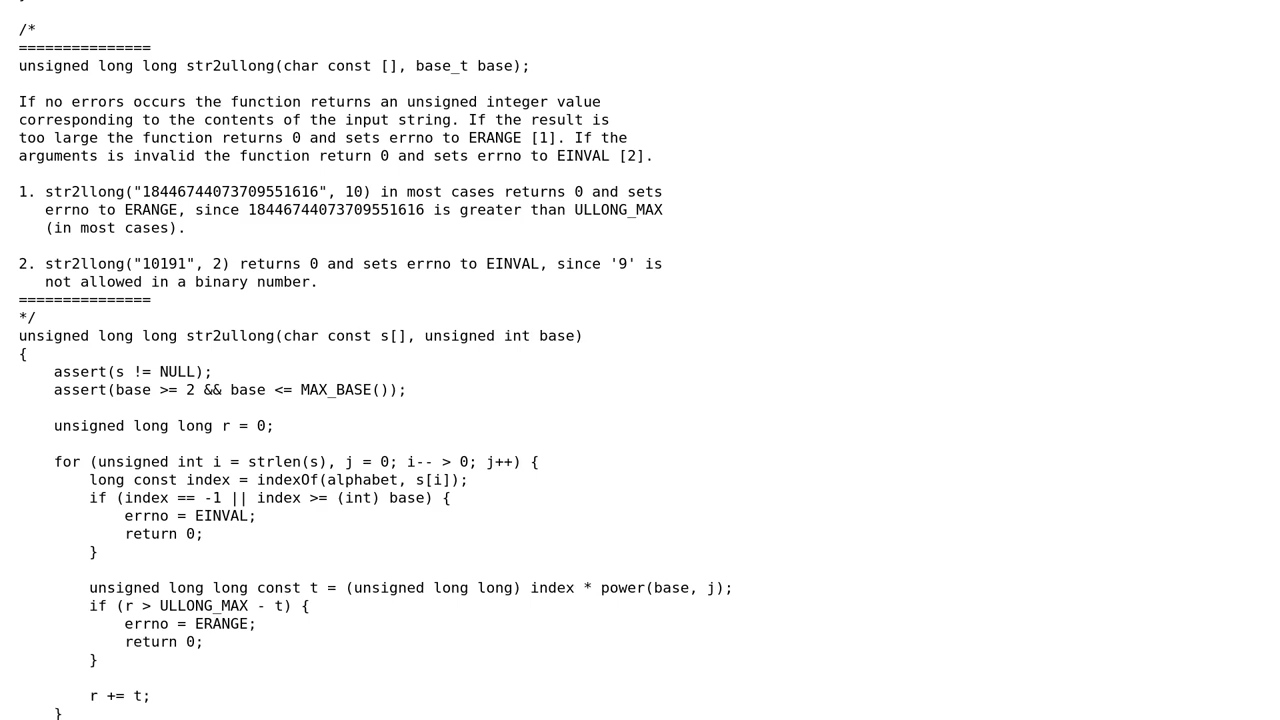 /*
===============
unsigned long long str2ullong(char const [], base_t base);

If no errors occurs the function returns an unsigned integer value
corresponding to the contents of the input string. If the result is
too large the function returns 0 and sets errno to ERANGE [1]. If the
arguments is invalid the function return 0 and sets errno to EINVAL [2].

1. str2llong("18446744073709551616", 10) in most cases returns 0 and sets
   errno to ERANGE, since 18446744073709551616 is greater than ULLONG_MAX
   (in most cases).

2. str2llong("10191", 2) returns 0 and sets errno to EINVAL, since '9' is
   not allowed in a binary number.
===============
*/
unsigned long long str2ullong(char const s[], unsigned int base)
{
    assert(s != NULL);
    assert(base >= 2 && base <= MAX_BASE());

    unsigned long long r = 0;

    for (unsigned int i = strlen(s), j = 0; i-- > 0; j++) {
        long const index = indexOf(alphabet, s[i]);
        if (index == -1 || index >= (int) base) {
            errno = EINVAL;
            return 0;
        }

        unsigned long long const t = (unsigned long long) index * power(base, j);
        if (r > ULLONG_MAX - t) {
            errno = ERANGE;
            return 0;
        }

        r += t;
    }